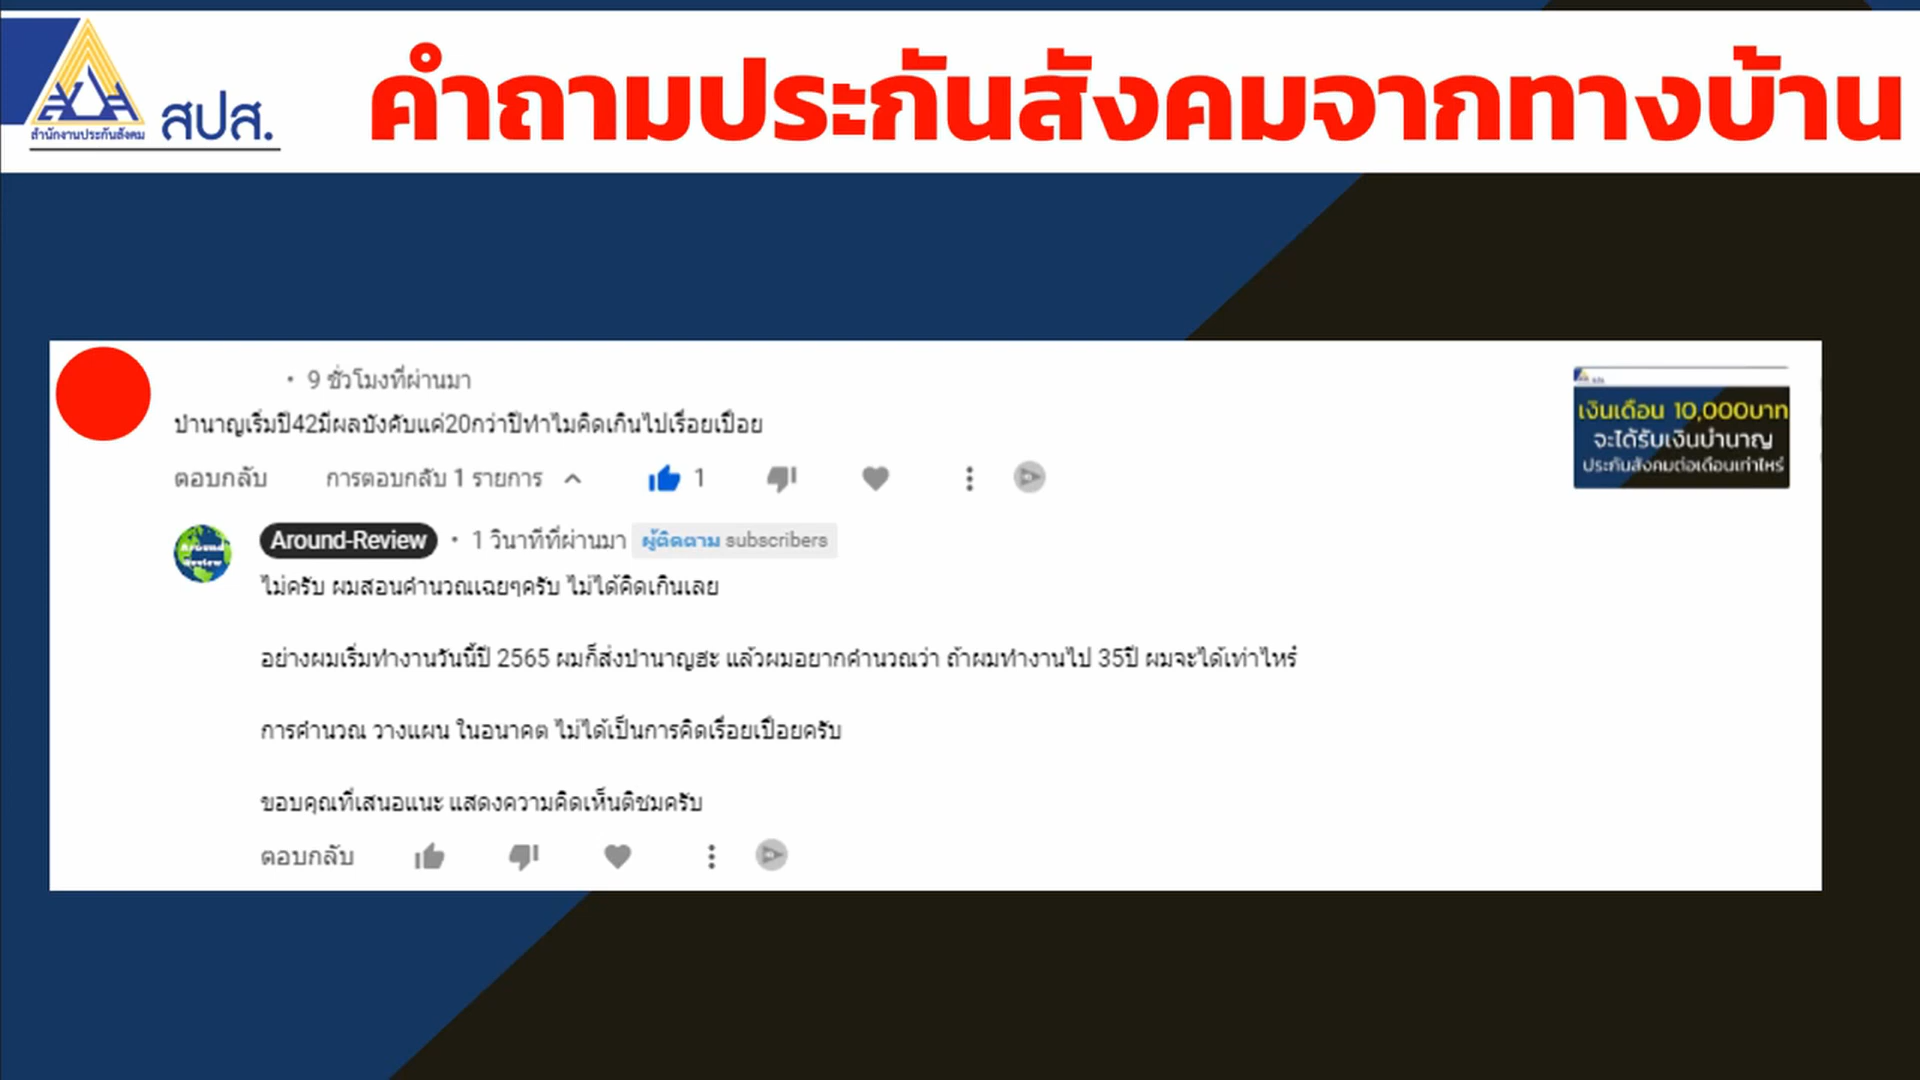 สำนักงานประกันสังคม
สปส.
คำถามประกันสังคมจากทางบ้าน
• 9 ชั่วโมงที่ผ่านมา
บำนาญเริ่มปี42มีผลบังคับแค่20กว่าปีทำไมคิดเกินไปเรื่อยเปื่อย
ตอบกลับ การตอบกลับ 1 รายการ 1
เงินเดือน 10,000บาท
จะได้รับเงินบำนาญ
ประกันสังคมต่อเดือนเท่าไหร่
Around Review
Around-Review • 1 วินาทีที่ผ่านมา ผู้ติดตาม subscribers
ไม่ครับ ผมสอนคำนวณเฉยๆครับ ไม่ได้คิดเกินเลย
อย่างผมเริ่มทำงานวันนี้ปี 2565 ผมก็ส่งบำนาญฮะ แล้วผมอยากคำนวณว่า ถ้าผมทำงานไป 35ปี ผมจะได้เท่าไหร่
การคำนวณ วางแผน ในอนาคต ไม่ได้เป็นการคิดเรื่อยเปื่อยครับ
ขอบคุณที่เสนอแนะ แสดงความคิดเห็นติชมครับ
ตอบกลับ